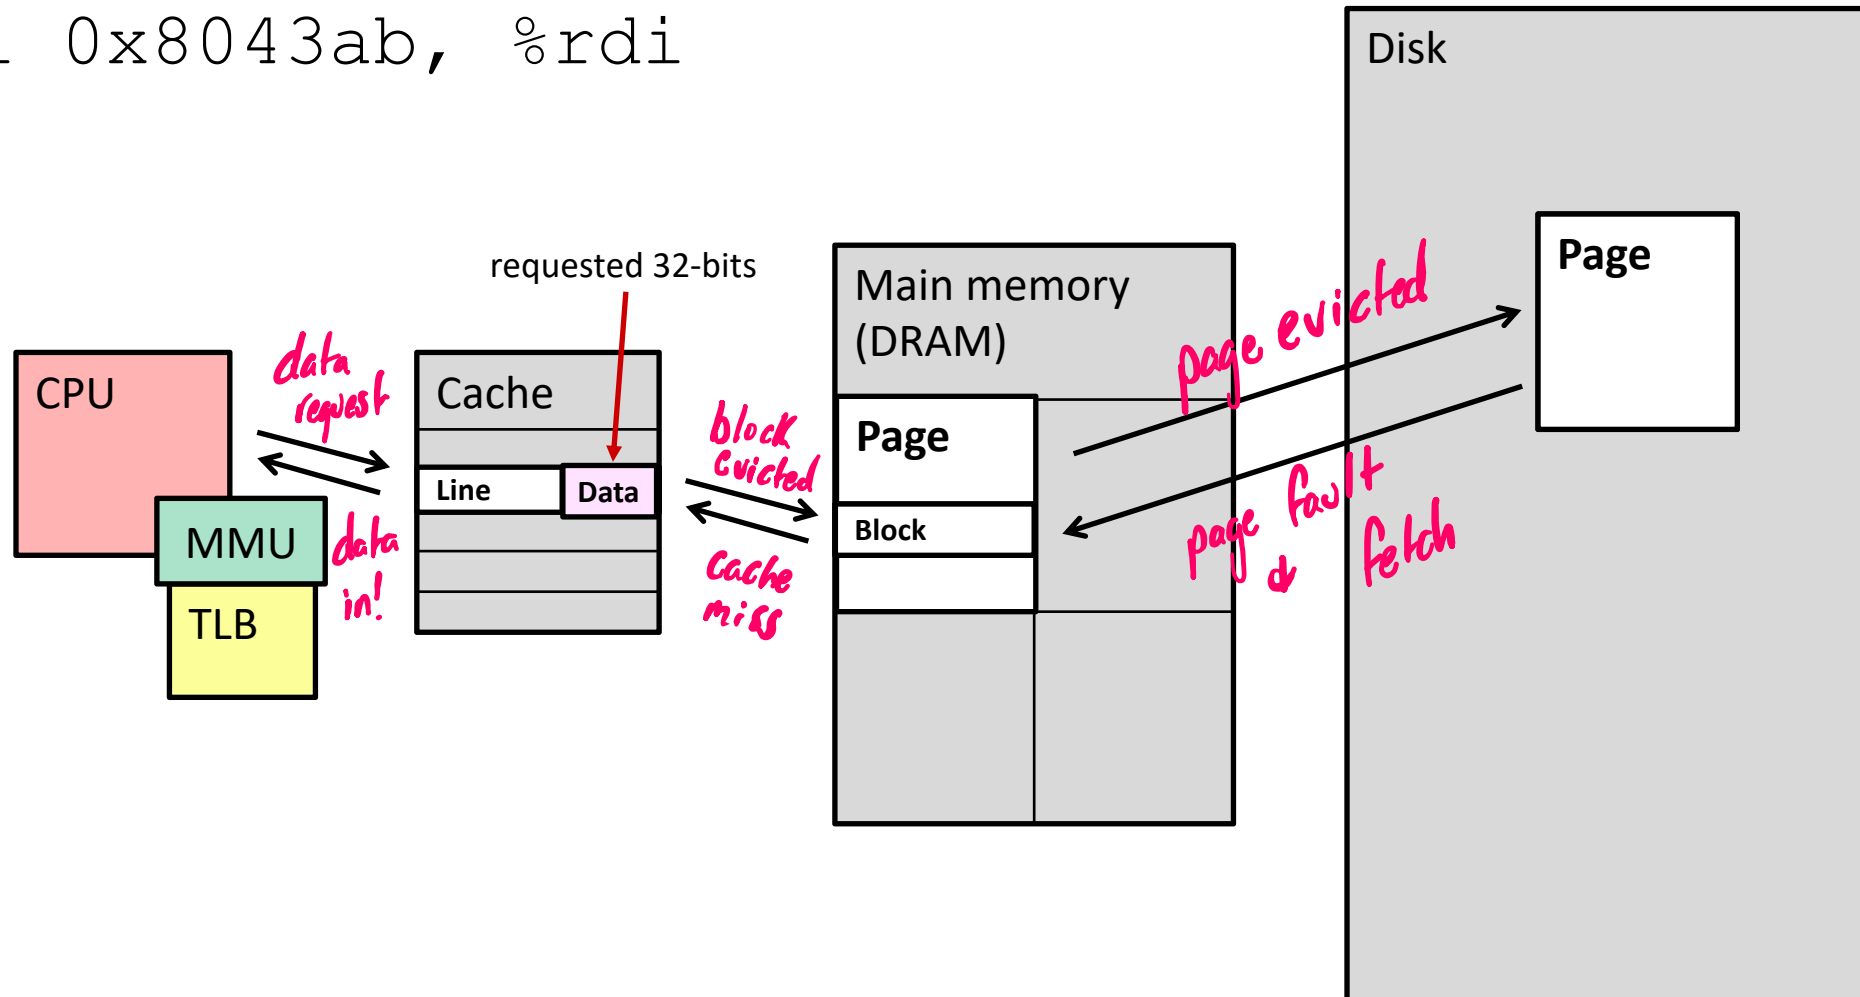 0x8043ab, %rdi
Disk
requested 32-bits
Page
Main memory
(DRAM)
page evicted
CPU
data
request
Cache
block
evicted
Page
Line
Data
Block
MMU
data
in!
cache
miss
page fault
& fetch
TLB